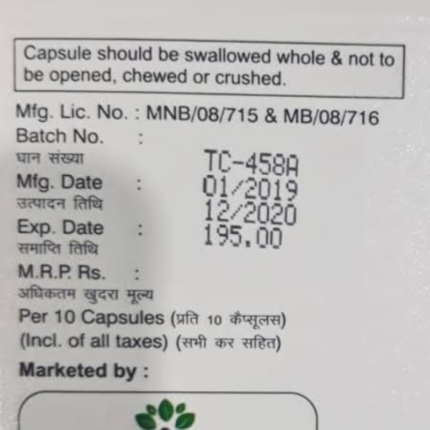 Capsule should be swallowed whole & not to
be opened, chewed or crushed.
Mfg. Lic. No. : MNB/08/715 & MB/08/716
Batch No. :
घान संख्या
TC-458A
Mfg. Date :
01/2019
उत्पादन तिथि
12/2020
Exp. Date :
195.00
समाप्ति तिथि
M.R.P. Rs. :
अधिकतम खुदरा मूल्य
Per 10 Capsules (प्रति 10 कैप्सूलस)
(Incl. of all taxes) (सभी कर सहित)
Marketed by :